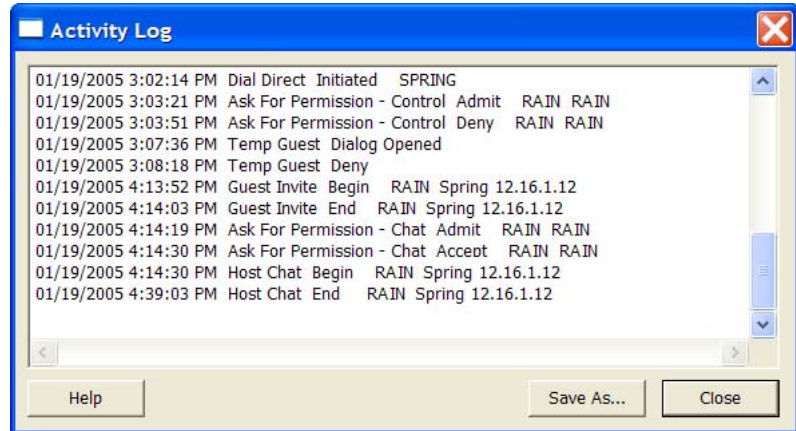 Activity Log
01/19/2005 3:02:14 PM Dial Direct Initiated SPRING
01/19/2005 3:03:21 PM Ask For Permission - Control Admit RAIN RAIN
01/19/2005 3:03:51 PM Ask For Permission - Control Deny RAIN RAIN
01/19/2005 3:07:36 PM Temp Guest Dialog Opened
01/19/2005 3:08:18 PM Temp Guest Deny
01/19/2005 4:13:52 PM Guest Invite Begin RAIN Spring 12.16.1.12
01/19/2005 4:14:03 PM Guest Invite End RAIN Spring 12.16.1.12
01/19/2005 4:14:19 PM Ask For Permission - Chat Admit RAIN RAIN
01/19/2005 4:14:30 PM Ask For Permission - Chat Accept RAIN RAIN
01/19/2005 4:14:30 PM Host Chat Begin RAIN Spring 12.16.1.12
01/19/2005 4:39:03 PM Host Chat End RAIN Spring 12.16.1.12
Help Save As... Close